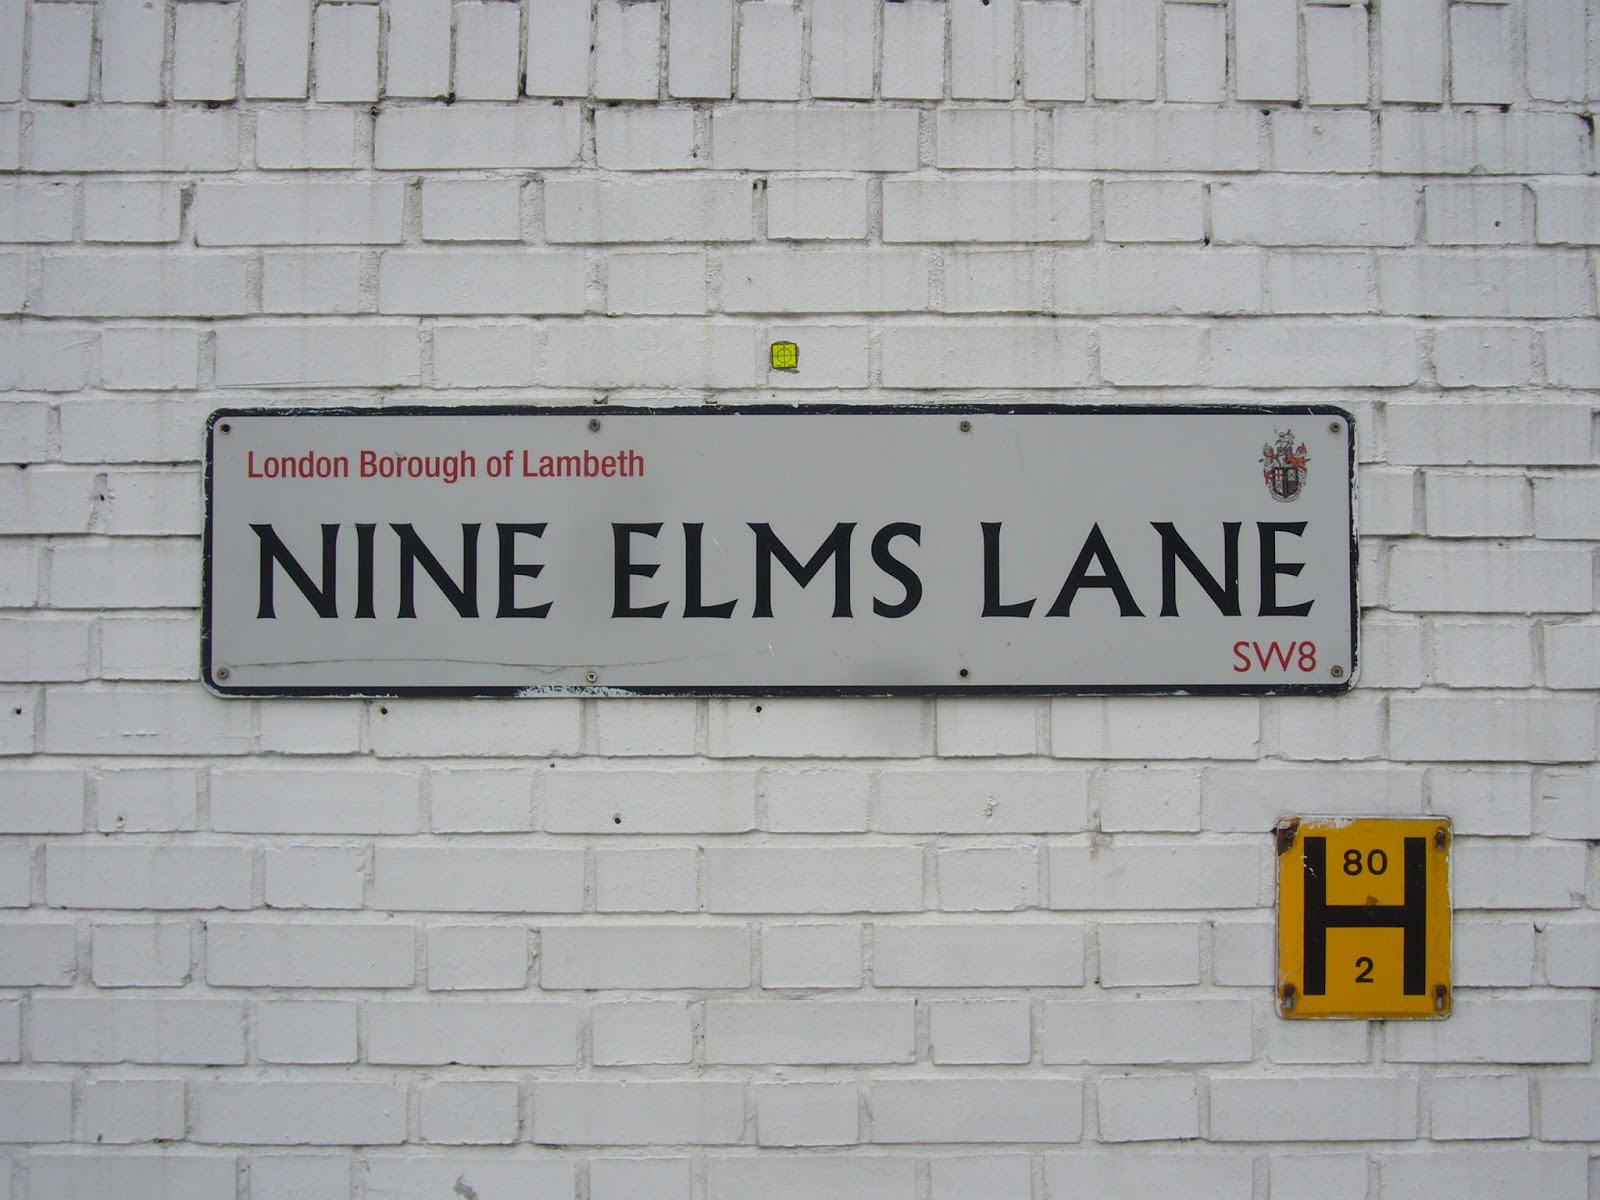 London Borough of Lambeth
NINE ELMS LANE
SW8
80
H
2